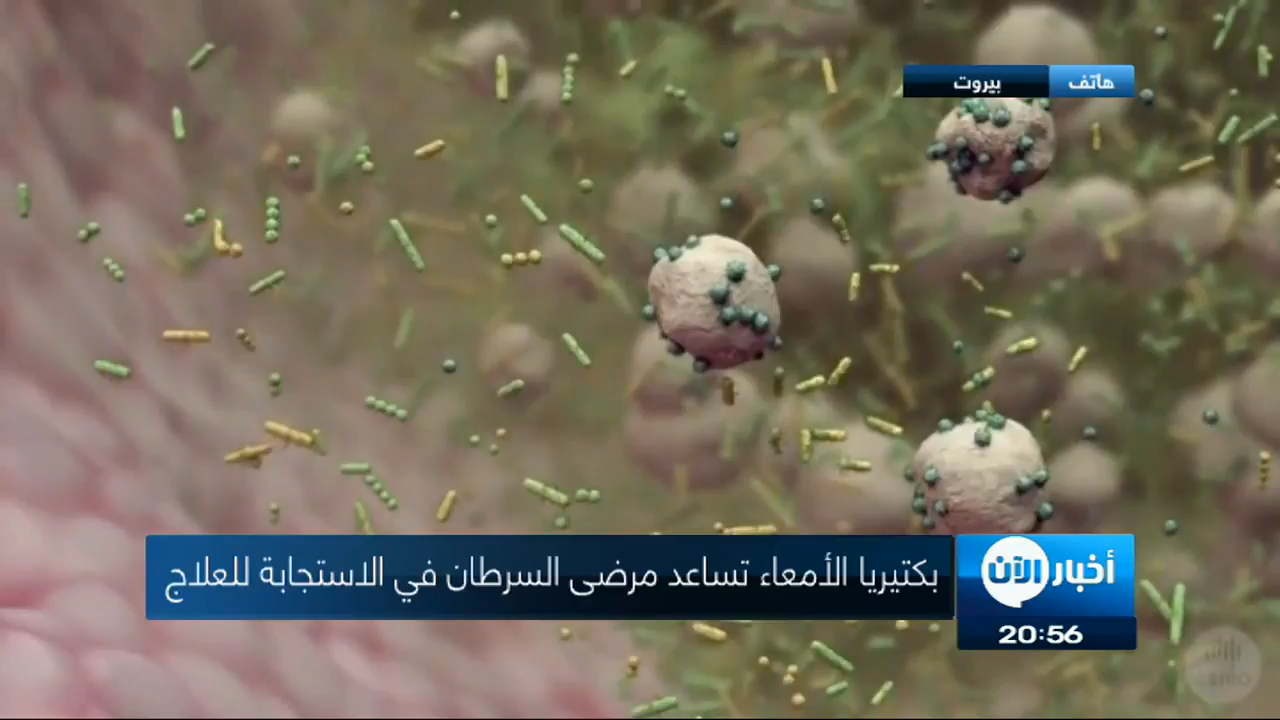 هاتف بيروت
بكتيريا الأمعاء تساعد مرضى السرطان في الاستجابة للعلاج
أخبار الآن
20:56